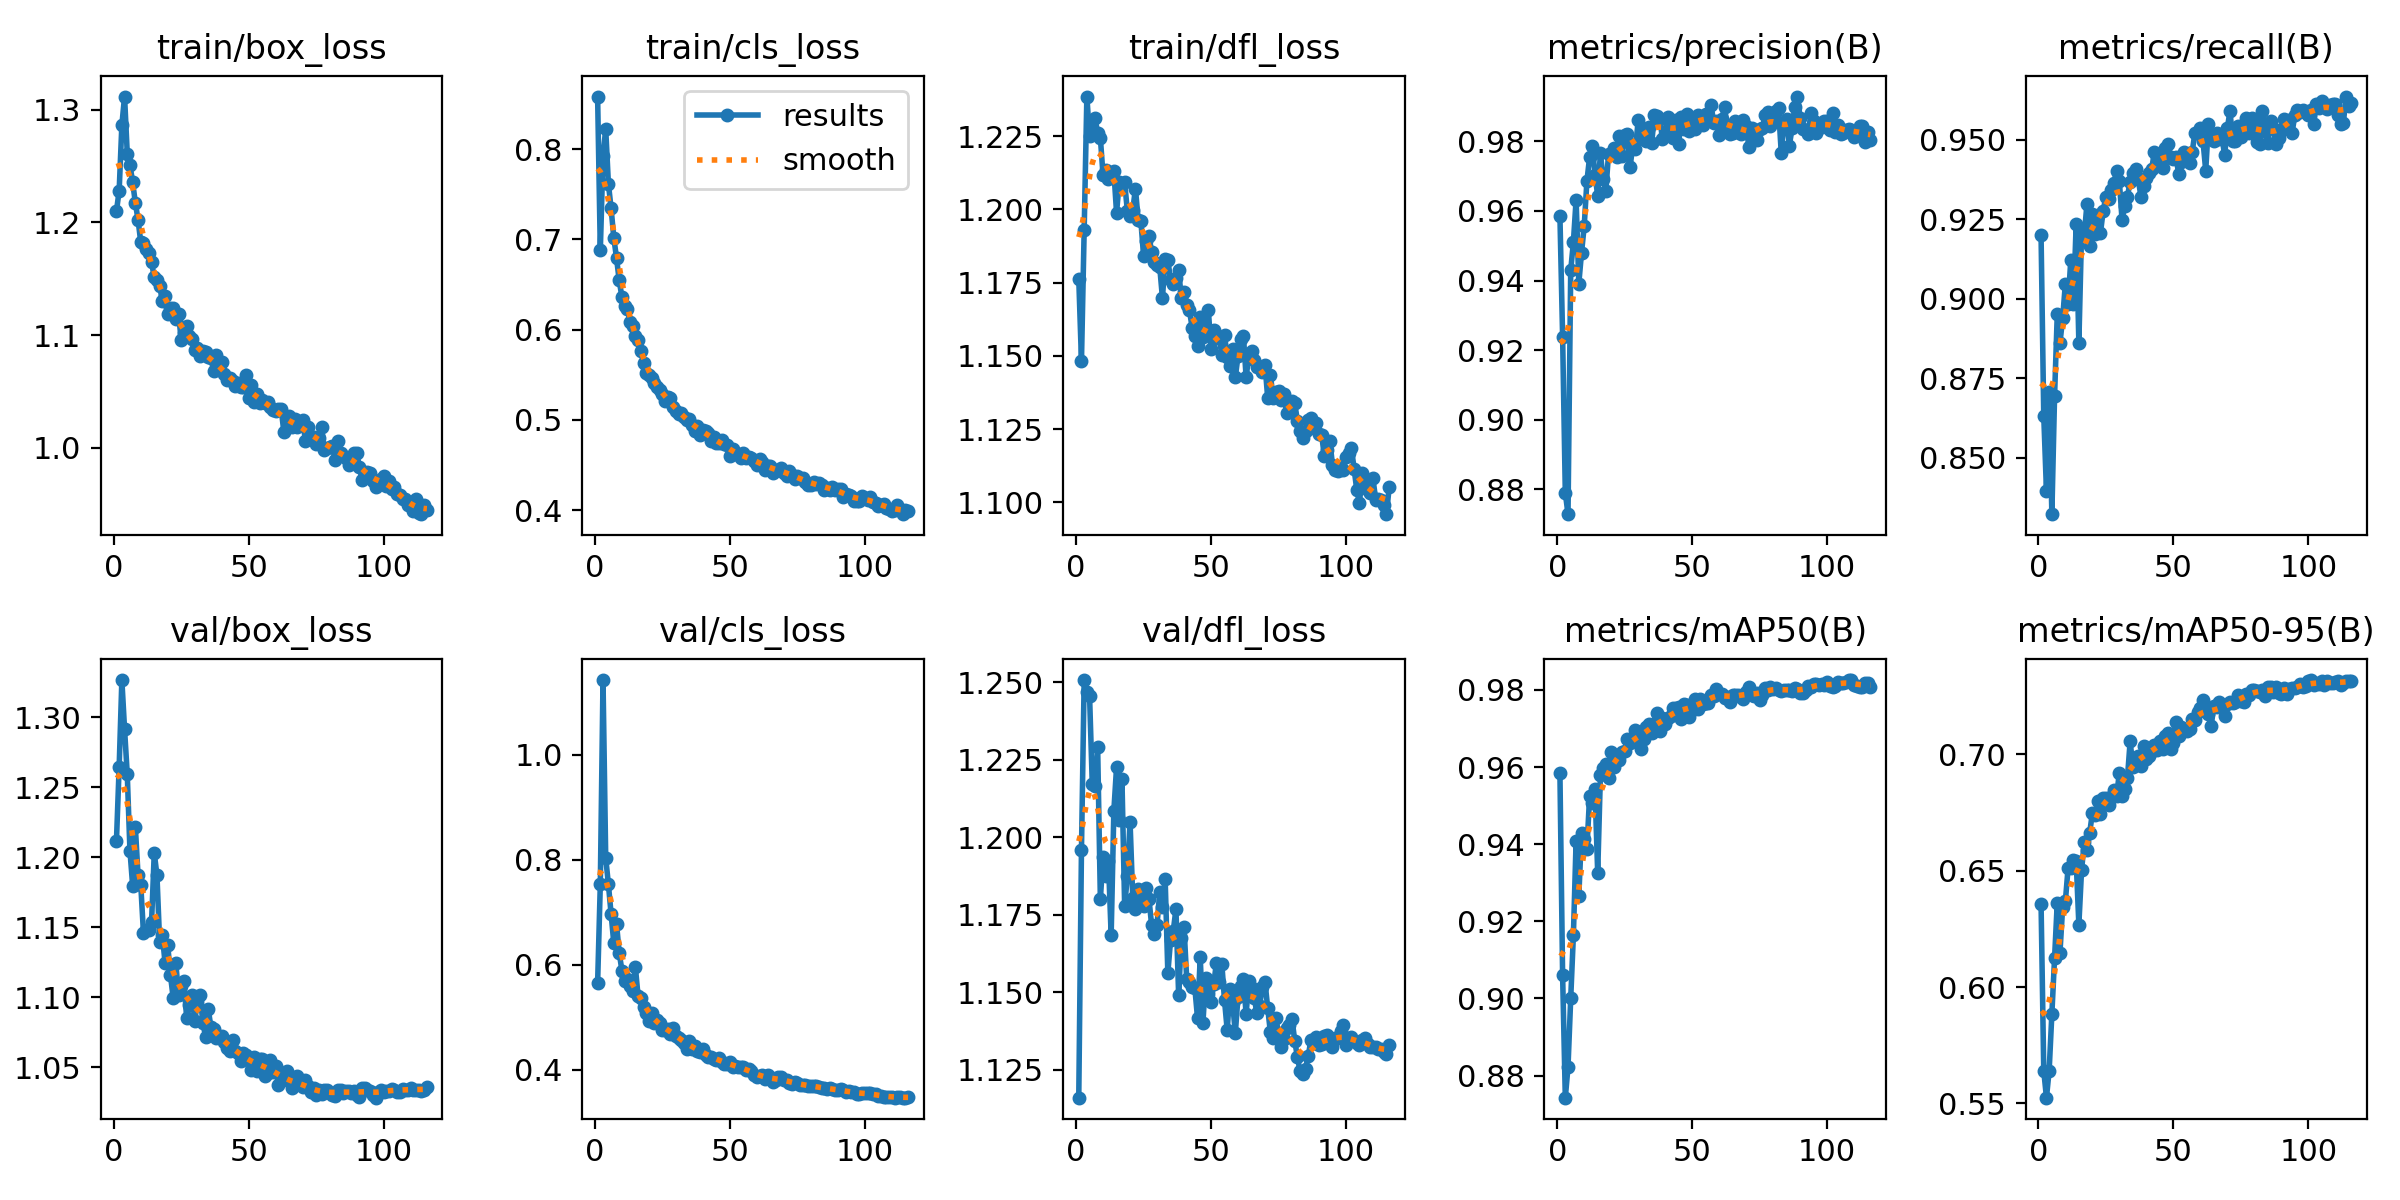 train/box_loss
train/cls_loss
train/dfl_loss
metrics/precision(B)
metrics/recall(B)
1.3
1.2
1.1
1.0
0 50 100
0.8
0.7
0.6
0.5
0.4
0 50 100
results
smooth
1.225
1.200
1.175
1.150
1.125
1.100
0 50 100
0.98
0.96
0.94
0.92
0.90
0.88
0 50 100
0.950
0.925
0.900
0.875
0.850
0 50 100
val/box_loss
val/cls_loss
val/dfl_loss
metrics/mAP50(B)
metrics/mAP50-95(B)
1.30
1.25
1.20
1.15
1.10
1.05
0 50 100
1.0
0.8
0.6
0.4
0 50 100
1.250
1.225
1.200
1.175
1.150
1.125
0 50 100
0.98
0.96
0.94
0.92
0.90
0.88
0 50 100
0.70
0.65
0.60
0.55
0 50 100